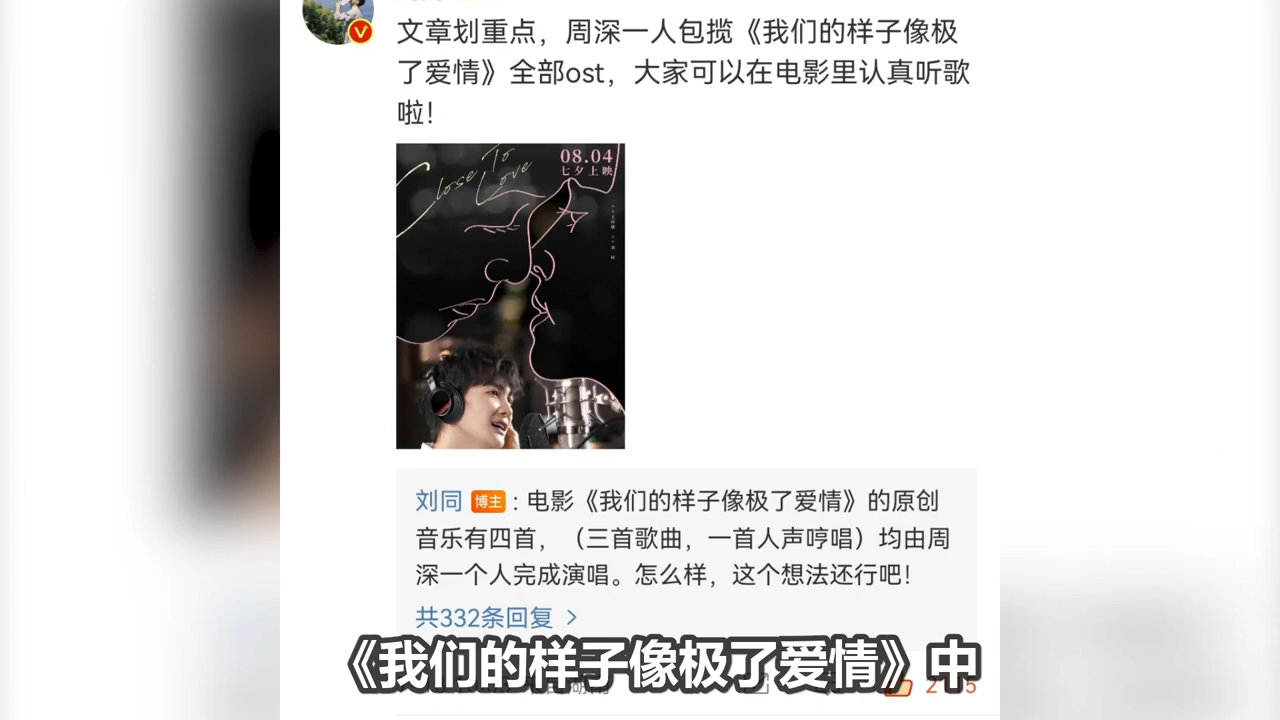 文章划重点，周深一人包揽《我们的样子像极
了爱情》全部ost，大家可以在电影里认真听歌
啦！
Close To
Love
08.04
七夕上映
刘同 博主：电影《我们的样子像极了爱情》的原创
音乐有四首，（三首歌曲，一首人声哼唱）均由周
深一个人完成演唱。怎么样，这个想法还行吧！
共332条回复 >
《我们的样子像极了爱情》中